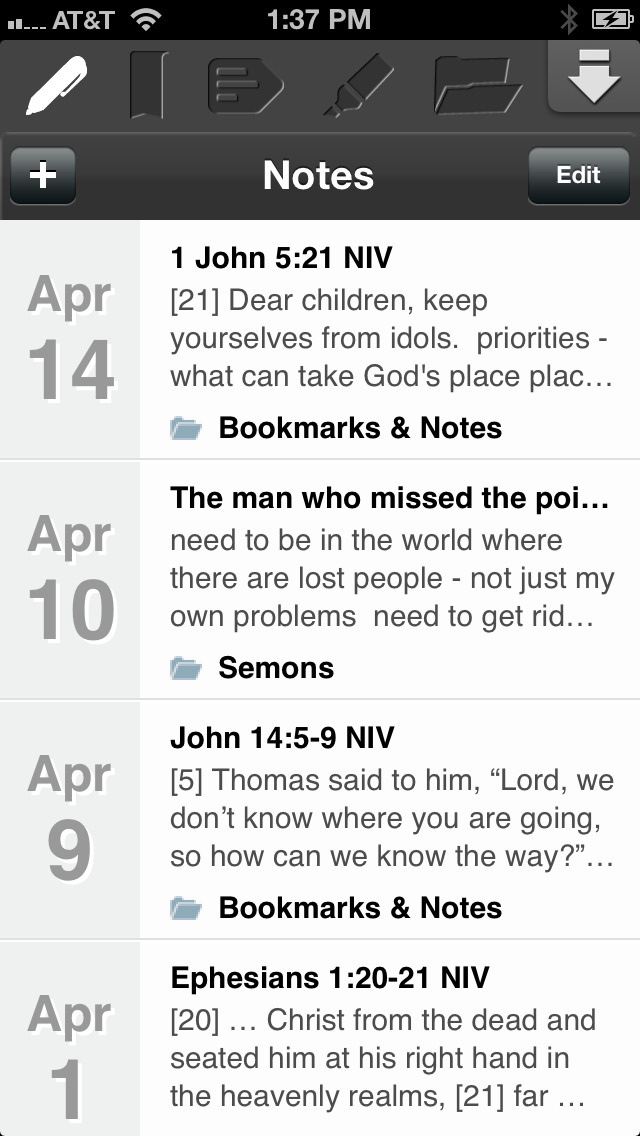 AT&T 1:37 PM
Notes
Edit
Apr
14
1 John 5:21 NIV
[21] Dear children, keep
yourselves from idols.  priorities -
what can take God's place plac…
Bookmarks & Notes
Apr
10
The man who missed the poi…
need to be in the world where
there are lost people - not just my
own problems  need to get rid…
Semons
Apr
9
John 14:5-9 NIV
[5] Thomas said to him, “Lord, we
don’t know where you are going,
so how can we know the way?”…
Bookmarks & Notes
Apr
1
Ephesians 1:20-21 NIV
[20] … Christ from the dead and
seated him at his right hand in
the heavenly realms, [21] far …